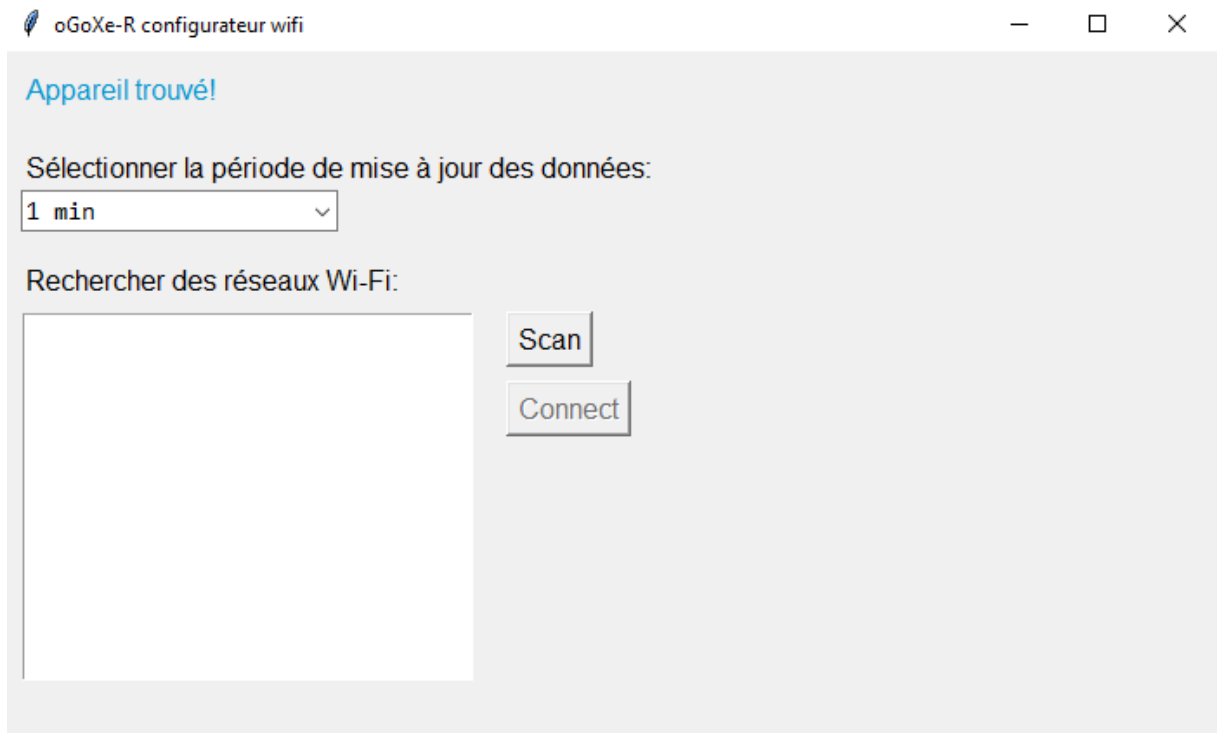 oGoXe-R configurateur wifi
Appareil trouvé!
Sélectionner la période de mise à jour des données:
1 min
Rechercher des réseaux Wi-Fi:
Scan
Connect